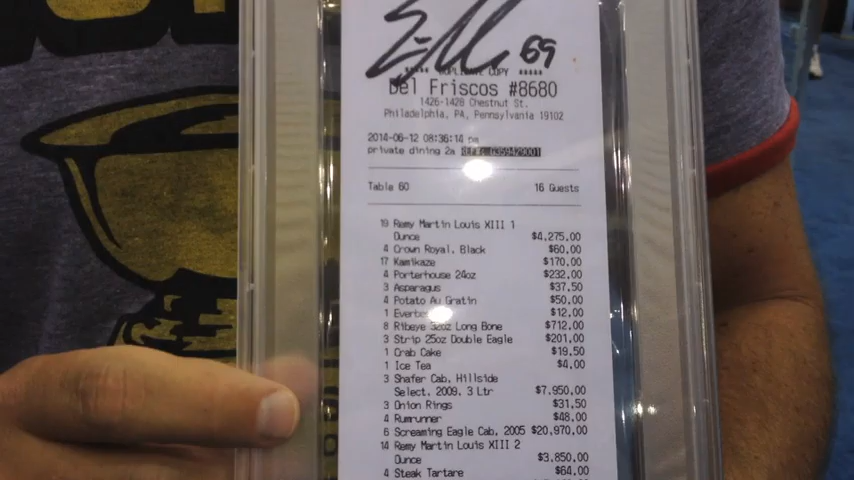 69
***** DUPLICATE COPY *****
Del Friscos #8680
1426-1428 Chestnut St.
Philadelphia, PA, Pennsylvania 19102
2014-06-12 08:36:14 pm
private dining 2a REF#: G359429001
Table 60 16 Guests
19 Remy Martin Louis XIII 1
Ounce $4,275.00
4 Crown Royal, Black $60.00
17 Kamikaze $170.00
4 Porterhouse 24oz $232.00
3 Asparagus $37.50
4 Potato Au Gratin $50.00
1 $12.00
8 Ribeye 32oz Long Bone $712.00
3 Strip 25oz Double Eagle $201.00
1 Crab Cake $19.50
1 Ice Tea $4.00
3 Shafer Cab, Hillside
Select, 2009, 3 Ltr $7,950.00
3 Onion Rings $31.50
4 Rumrunner $48.00
6 Screaming Eagle Cab, 2005 $20,970.00
14 Remy Martin Louis XIII 2
Ounce $3,850.00
4 Steak Tartare $64.00